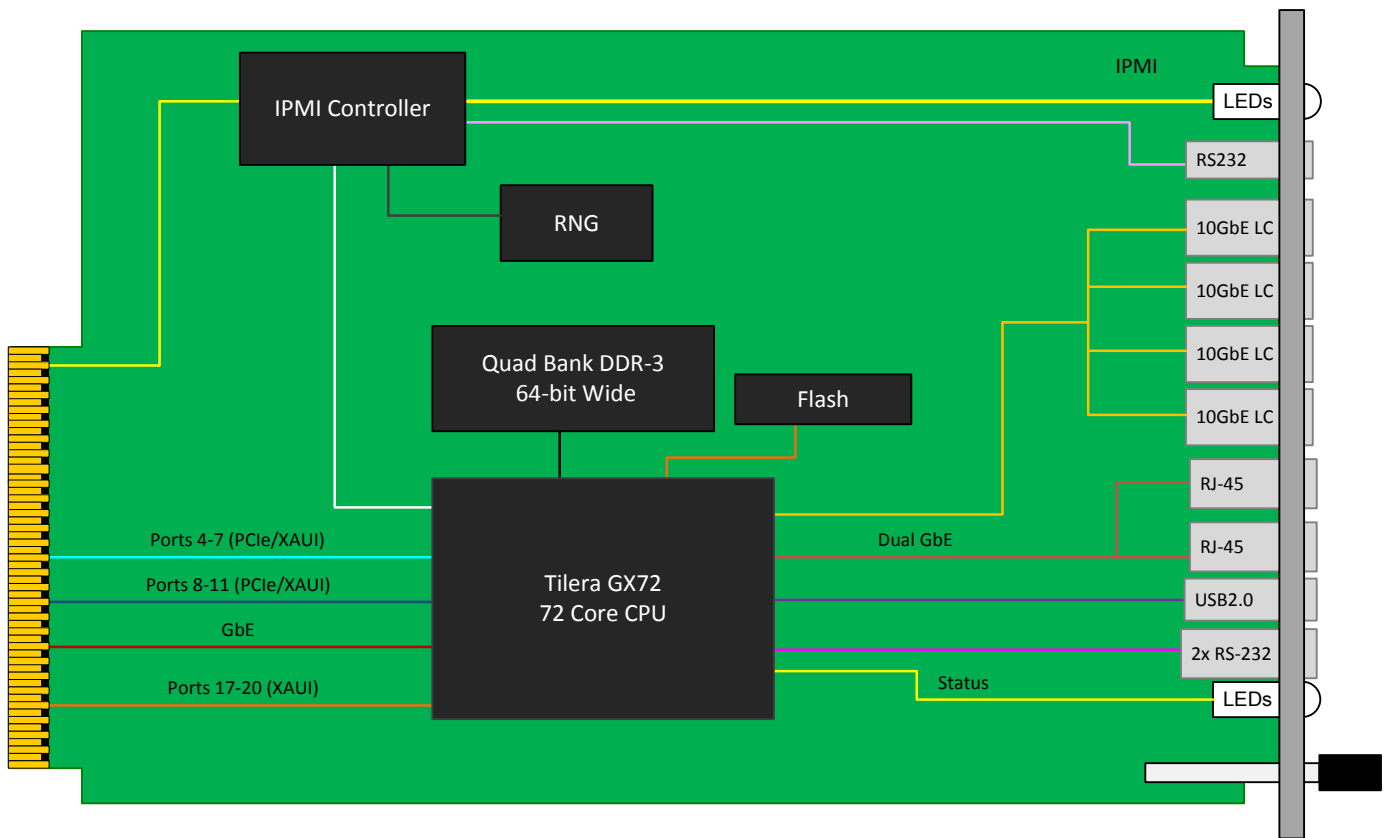 IPMI
IPMI Controller
LEDs
RS232
RNG
10GbE LC
10GbE LC
10GbE LC
10GbE LC
Quad Bank DDR-3
64-bit Wide
Flash
RJ-45
RJ-45
Ports 4-7 (PCIe/XAUI)
Dual GbE
Ports 8-11 (PCIe/XAUI)
Tilera GX72
72 Core CPU
USB2.0
GbE
2x RS-232
Ports 17-20 (XAUI)
Status
LEDs